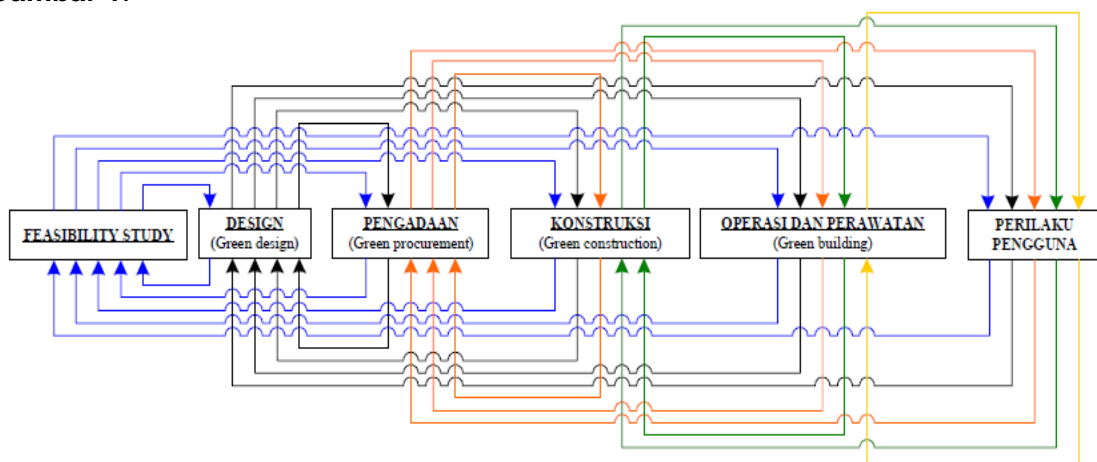 FEASIBILITY STUDY
DESIGN
(Green design)
PENGADAAN
(Green procurement)
KONSTRUKSI
(Green construction)
OPERASI DAN PERAWATAN
(Green building)
PERILAKU
PENGGUNA